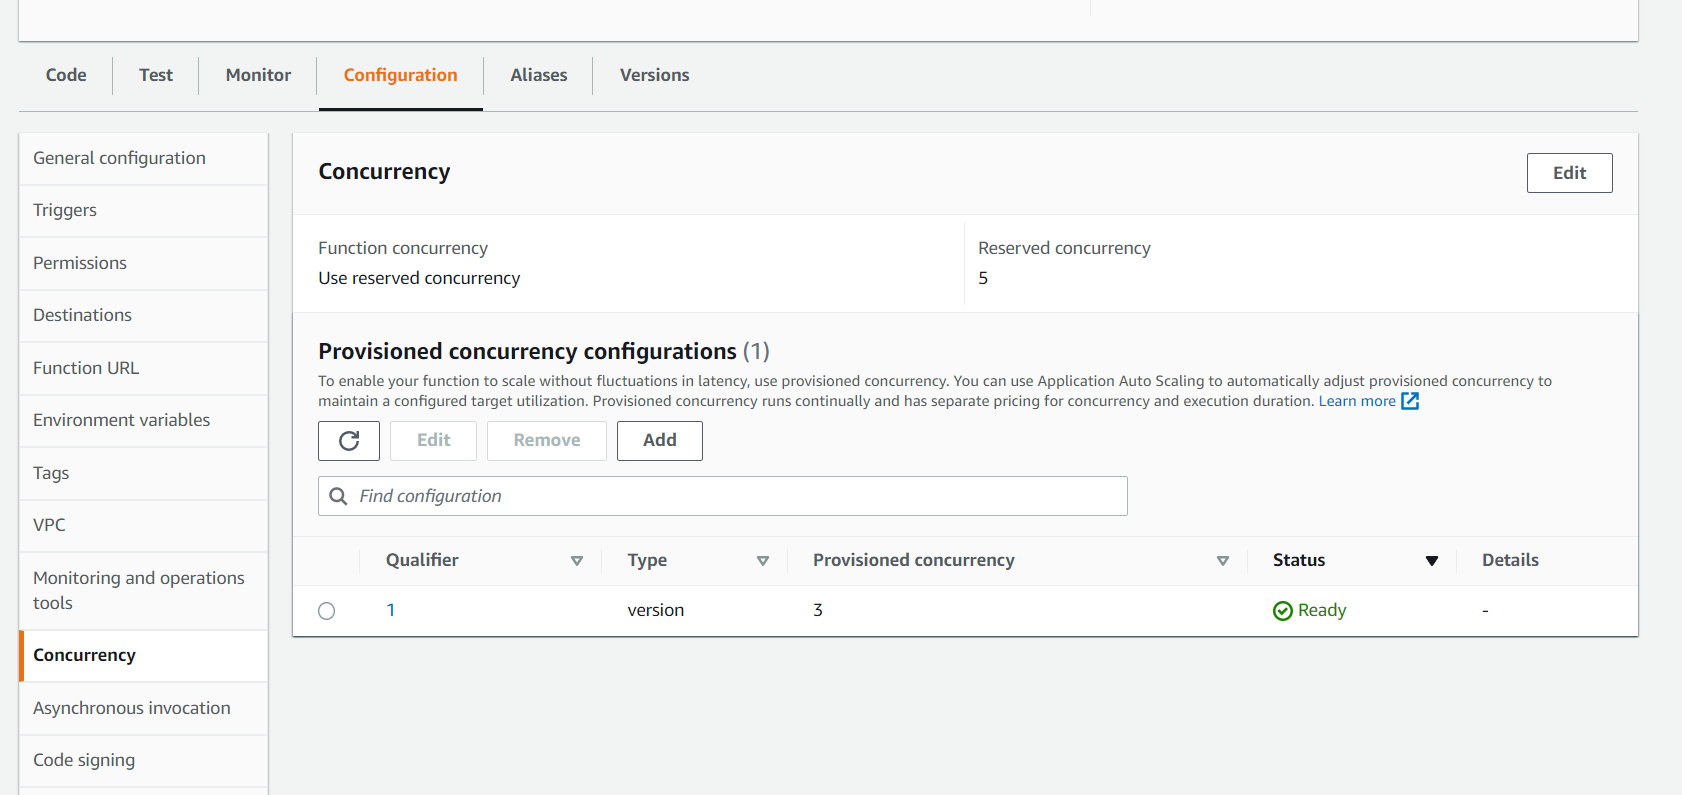 Code
Test
Monitor
Configuration
Aliases
Versions
General configuration
Triggers
Permissions
Destinations
Function URL
Environment variables
Tags
VPC
Monitoring and operations
tools
Concurrency
Asynchronous invocation
Code signing
Concurrency
Edit
Function concurrency
Use reserved concurrency
Reserved concurrency
5
Provisioned concurrency configurations (1)
To enable your function to scale without fluctuations in latency, use provisioned concurrency. You can use Application Auto Scaling to automatically adjust provisioned concurrency to
maintain a configured target utilization. Provisioned concurrency runs continually and has separate pricing for concurrency and execution duration. Learn more
Edit
Remove
Add
Find configuration
Qualifier
Type
Provisioned concurrency
Status
Details
1
version
3
Ready
-